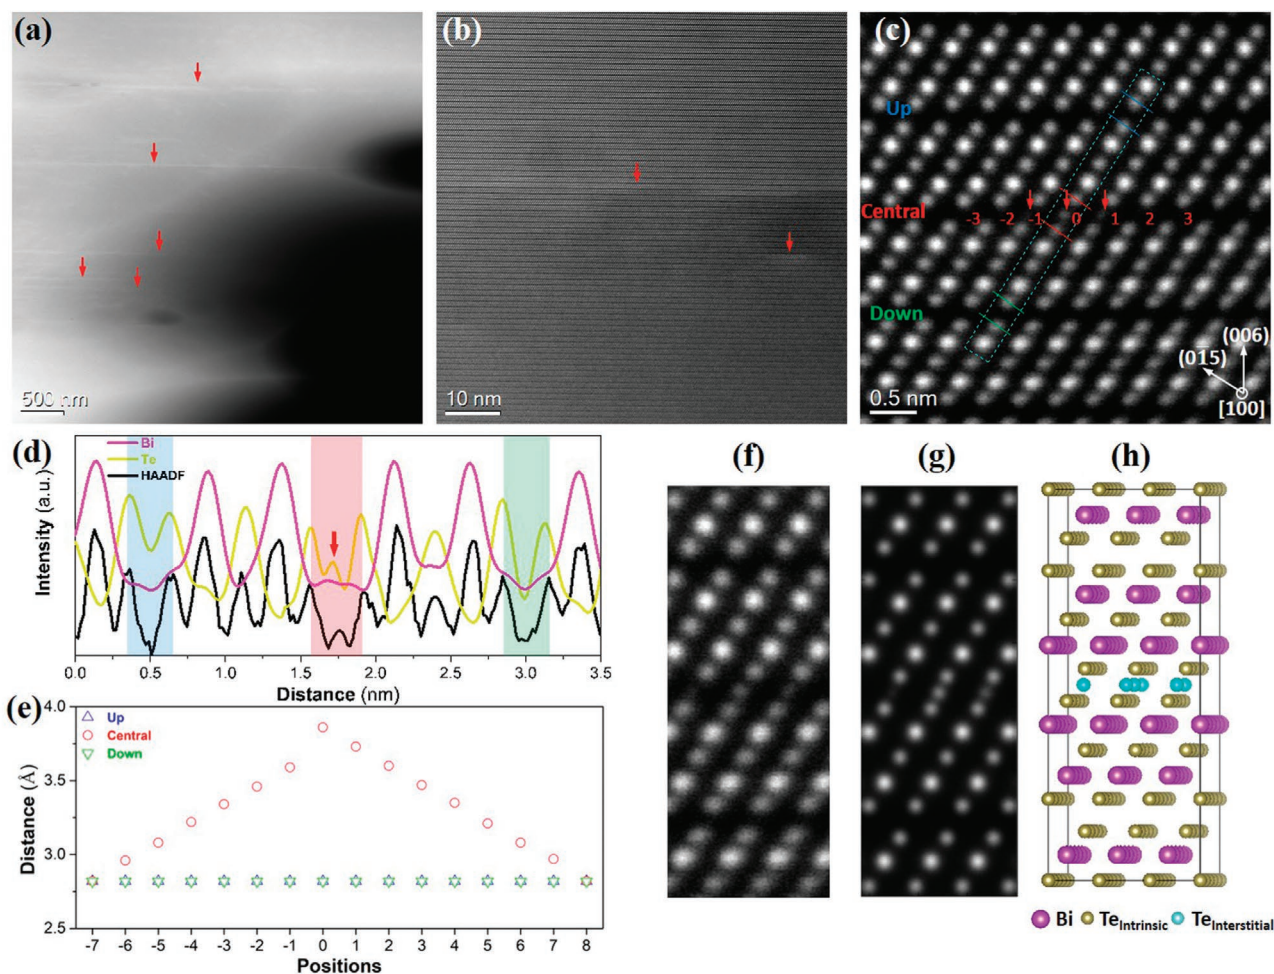 (a)
500 nm
(b)
10 nm
(c)
Up
Central
-3 -2 -1 0 1 2 3
Down
(006)
(01̄5)
[100]
0.5 nm
(d)
Bi
Te
HAADF
Intensity (a.u.)
0.0 0.5 1.0 1.5 2.0 2.5 3.0 3.5
Distance (nm)
(e)
Up
Central
Down
Distance (Å)
4.0
3.5
3.0
2.5
-7 -6 -5 -4 -3 -2 -1 0 1 2 3 4 5 6 7 8
Positions
(f)
(g)
(h)
Bi TeIntrinsic TeInterstitial